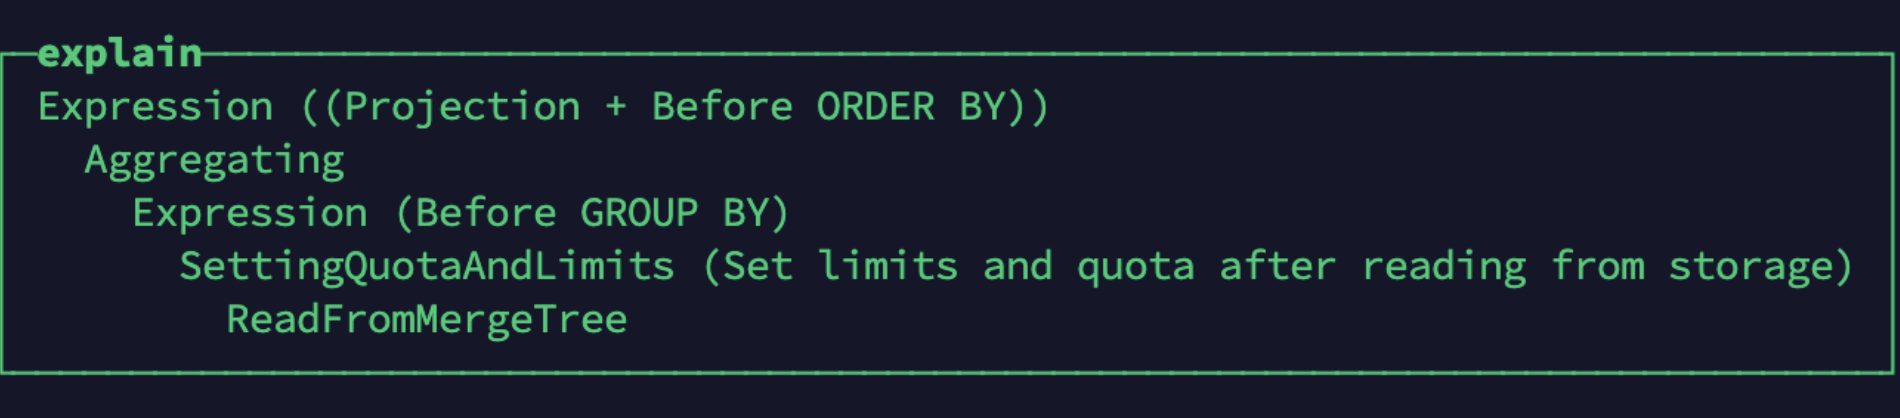 explain
Expression ((Projection + Before ORDER BY))
Aggregating
Expression (Before GROUP BY)
SettingQuotaAndLimits (Set limits and quota after reading from storage)
ReadFromMergeTree